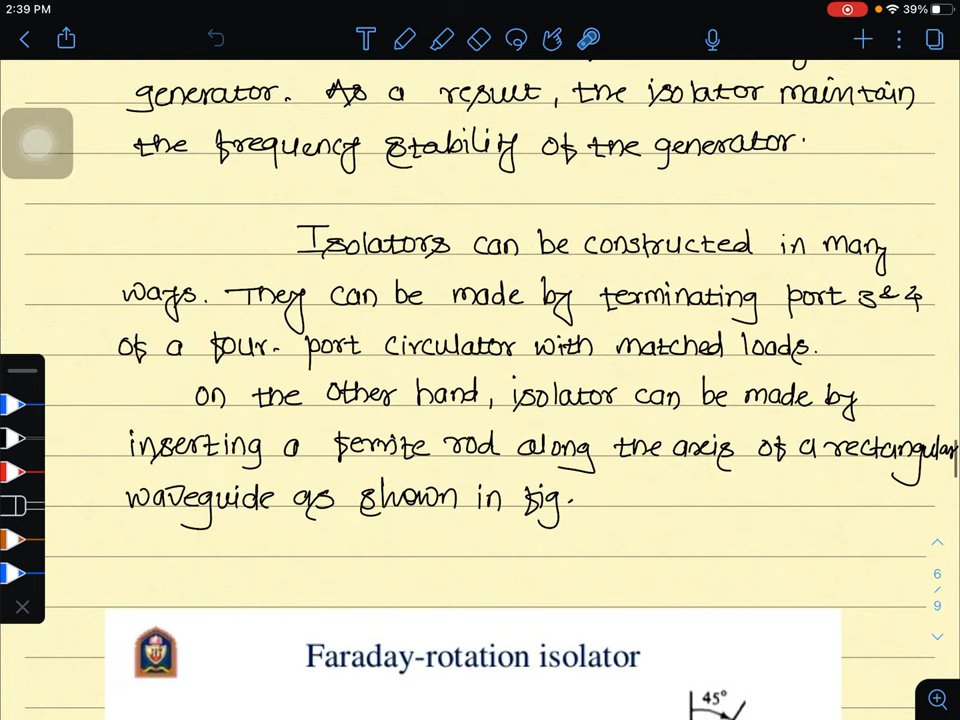 2:39 PM
39%
generator. As a result, the isolator maintain
the frequency stability of the generator.
Isolators can be constructed in many
ways. They can be made by terminating port 3 & 4
of a four-port circulator with matched loads.
On the other hand, isolator can be made by
inserting a ferrite rod along the axis of a rectangular
waveguide as shown in fig.
6
/
9
Faraday-rotation isolator
45°